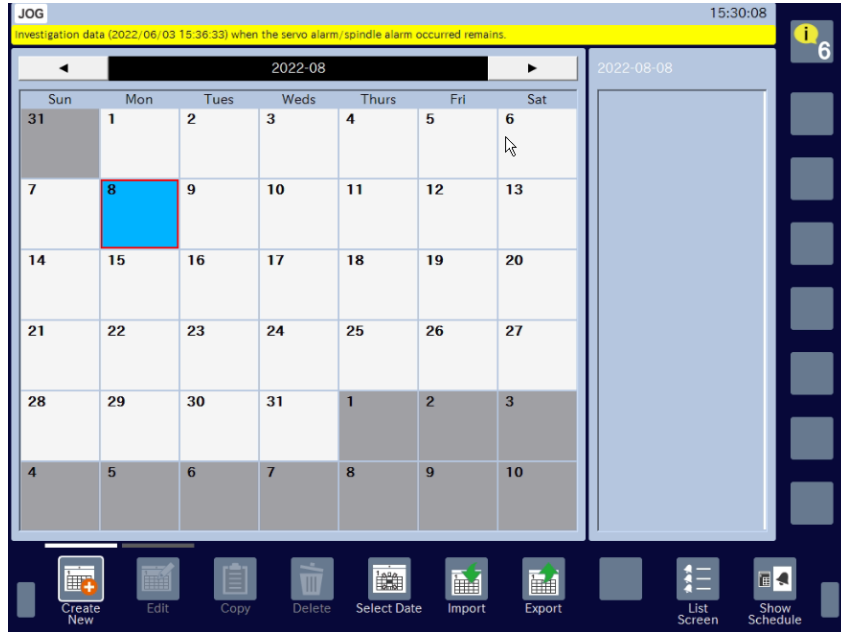 JOG 15:30:08
Investigation data (2022/06/03 15:36:33) when the servo alarm/spindle alarm occurred remains.
i 6
◄ 2022-08 ►
2022-08-08
Sun Mon Tues Weds Thurs Fri Sat
31 1 2 3 4 5 6
7 8 9 10 11 12 13
14 15 16 17 18 19 20
21 22 23 24 25 26 27
28 29 30 31 1 2 3
4 5 6 7 8 9 10
Create New
Edit
Copy
Delete
Select Date
Import
Export
List Screen
Show Schedule